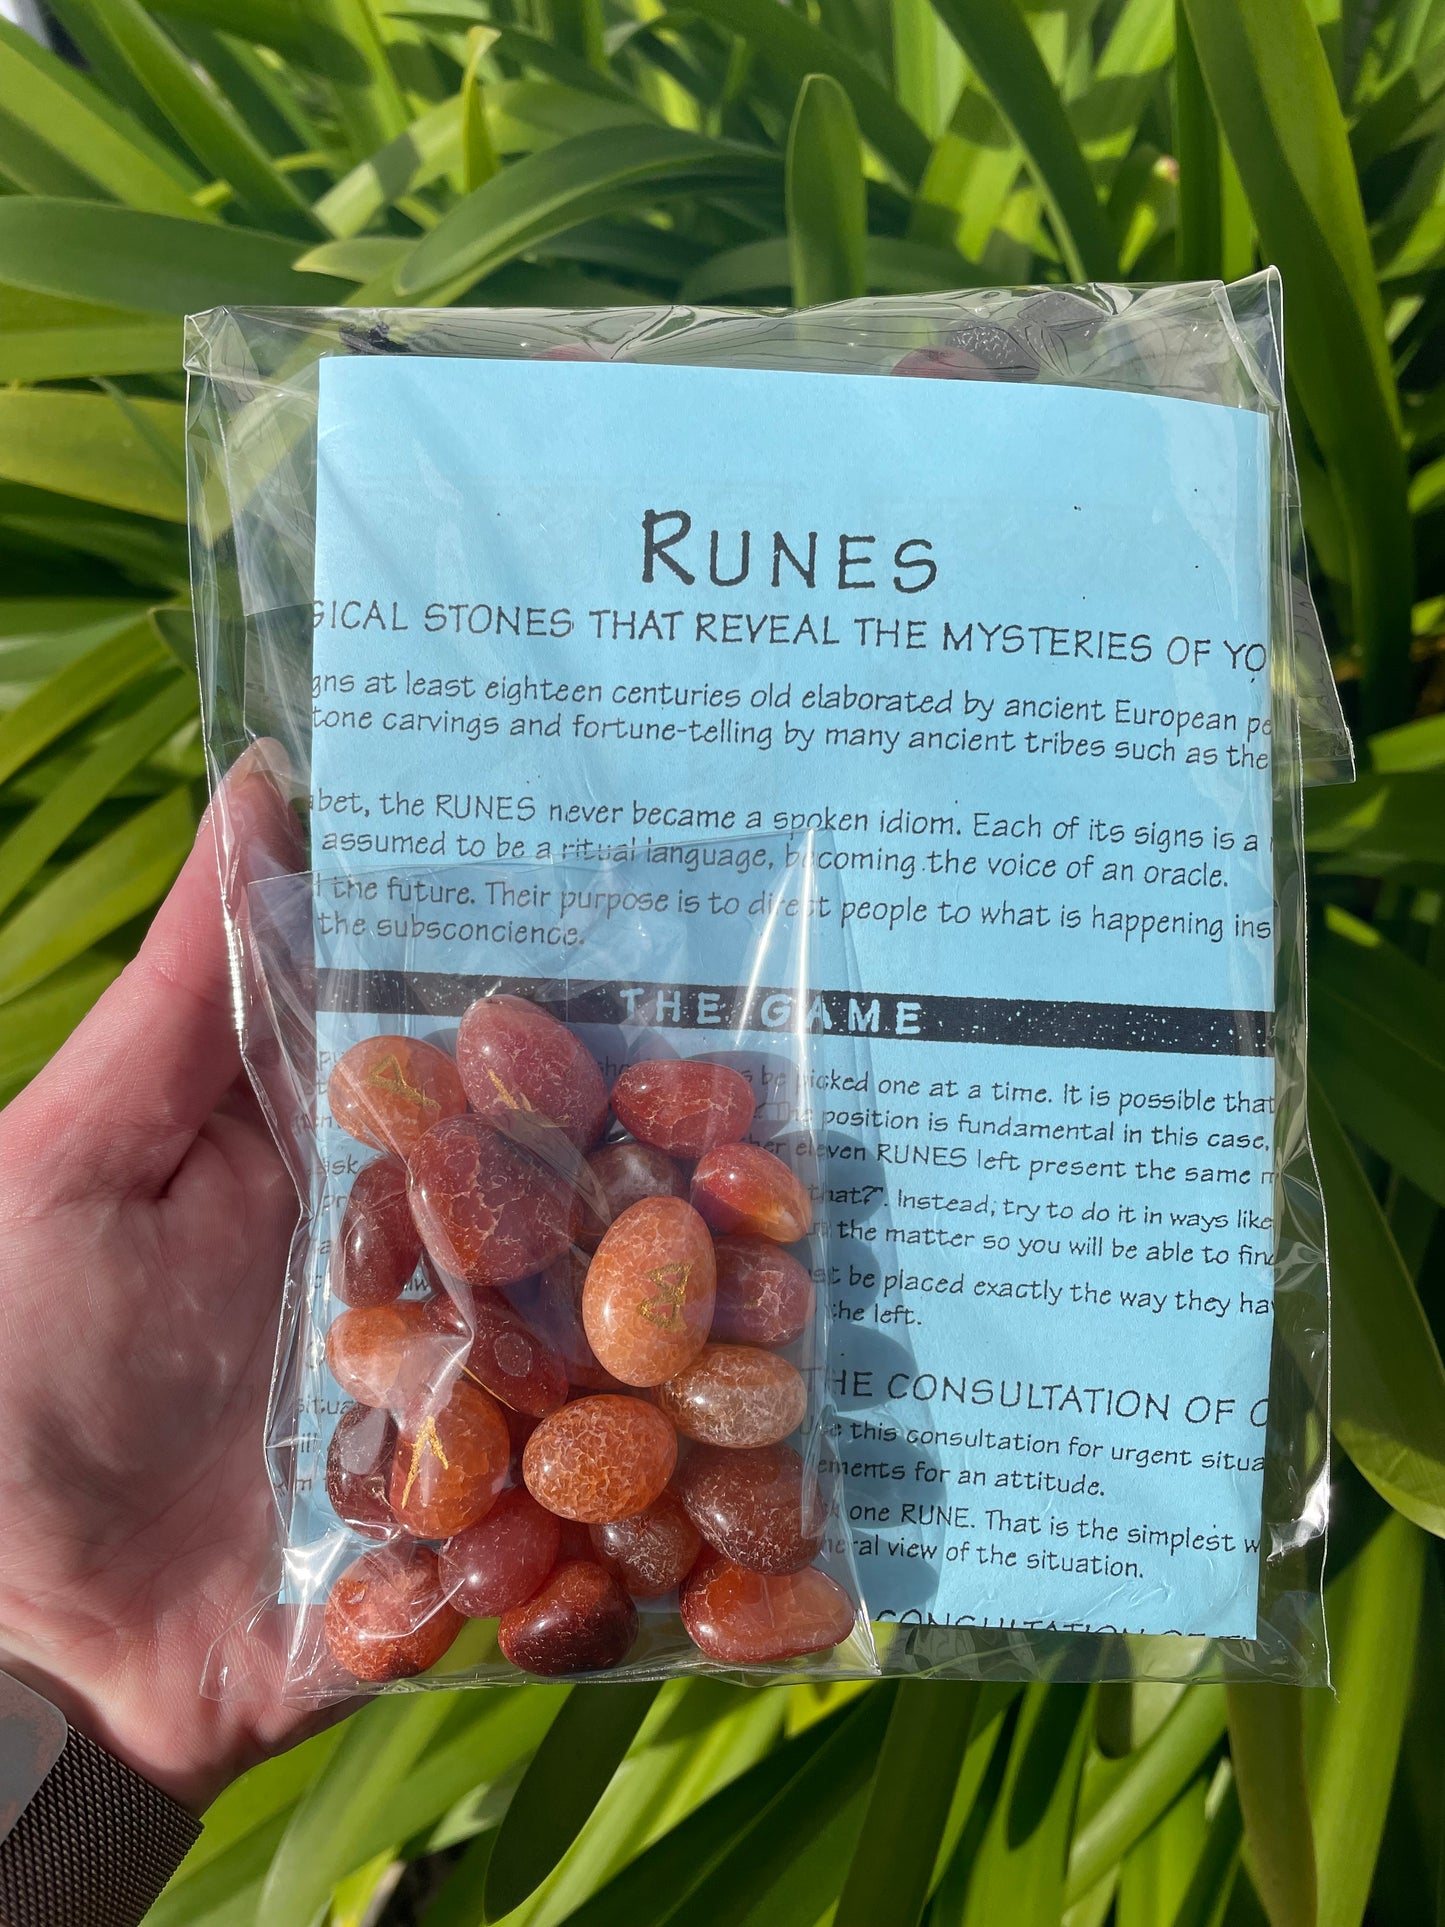 RUNES
GICAL STONES THAT REVEAL THE MYSTERIES OF YO
gns at least eighteen centuries old elaborated by ancient European pe
tone carvings and fortune-telling by many ancient tribes such as the
bet, the RUNES never became a spoken idiom. Each of its signs is a
assumed to be a ritual language, becoming the voice of an oracle.
the future. Their purpose is to direct people to what is happening ins
the subsconcience.
THE GAME
be picked one at a time. It is possible that
The position is fundamental in this case.
her eleven RUNES left present the same m
that?". Instead, try to do it in ways like
the matter so you will be able to find
st be placed exactly the way they ha
the left.
HE CONSULTATION OF O
this consultation for urgent situa
ements for an attitude.
one RUNE. That is the simplest w
neral view of the situation.
CONSULTATION OF